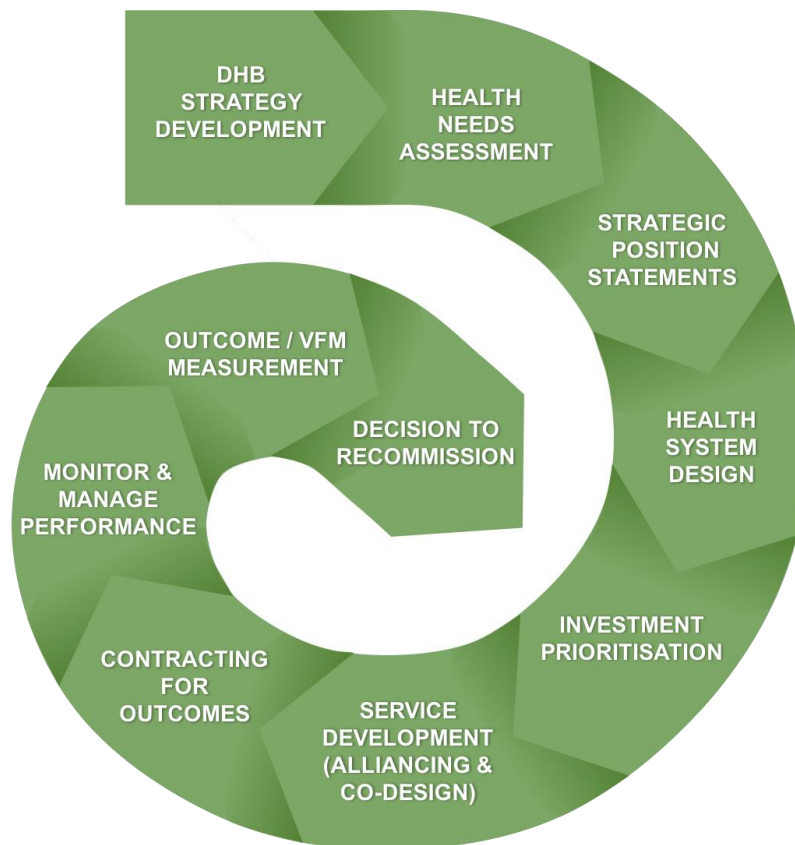 DHB
STRATEGY
DEVELOPMENT
HEALTH
NEEDS
ASSESSMENT
STRATEGIC
POSITION
STATEMENTS
HEALTH
SYSTEM
DESIGN
INVESTMENT
PRIORITISATION
SERVICE
DEVELOPMENT
(ALLIANCING &
CO-DESIGN)
CONTRACTING
FOR
OUTCOMES
MONITOR &
MANAGE
PERFORMANCE
OUTCOME / VFM
MEASUREMENT
DECISION TO
RECOMMISSION